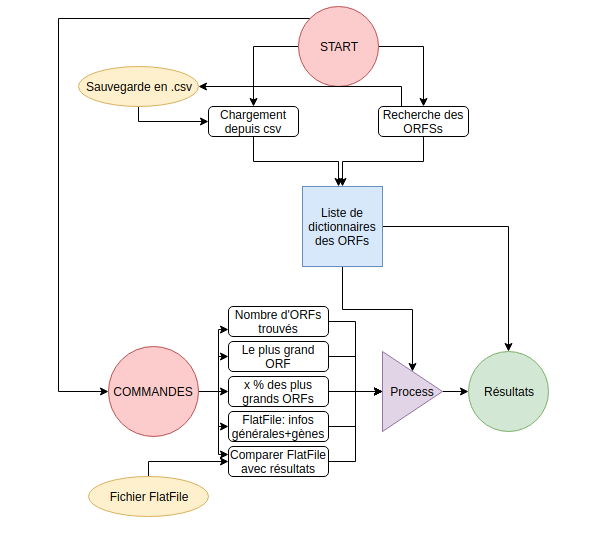 START
Sauvegarde en .csv
Chargement
depuis csv
Recherche des
ORFSs
Liste de
dictionnaires
des ORFs
Nombre d'ORFs
trouvés
Le plus grand
ORF
COMMANDES
x % des plus
grands ORFs
Process
Résultats
FlatFile: infos
générales+gènes
Comparer FlatFile
avec résultats
Fichier FlatFile